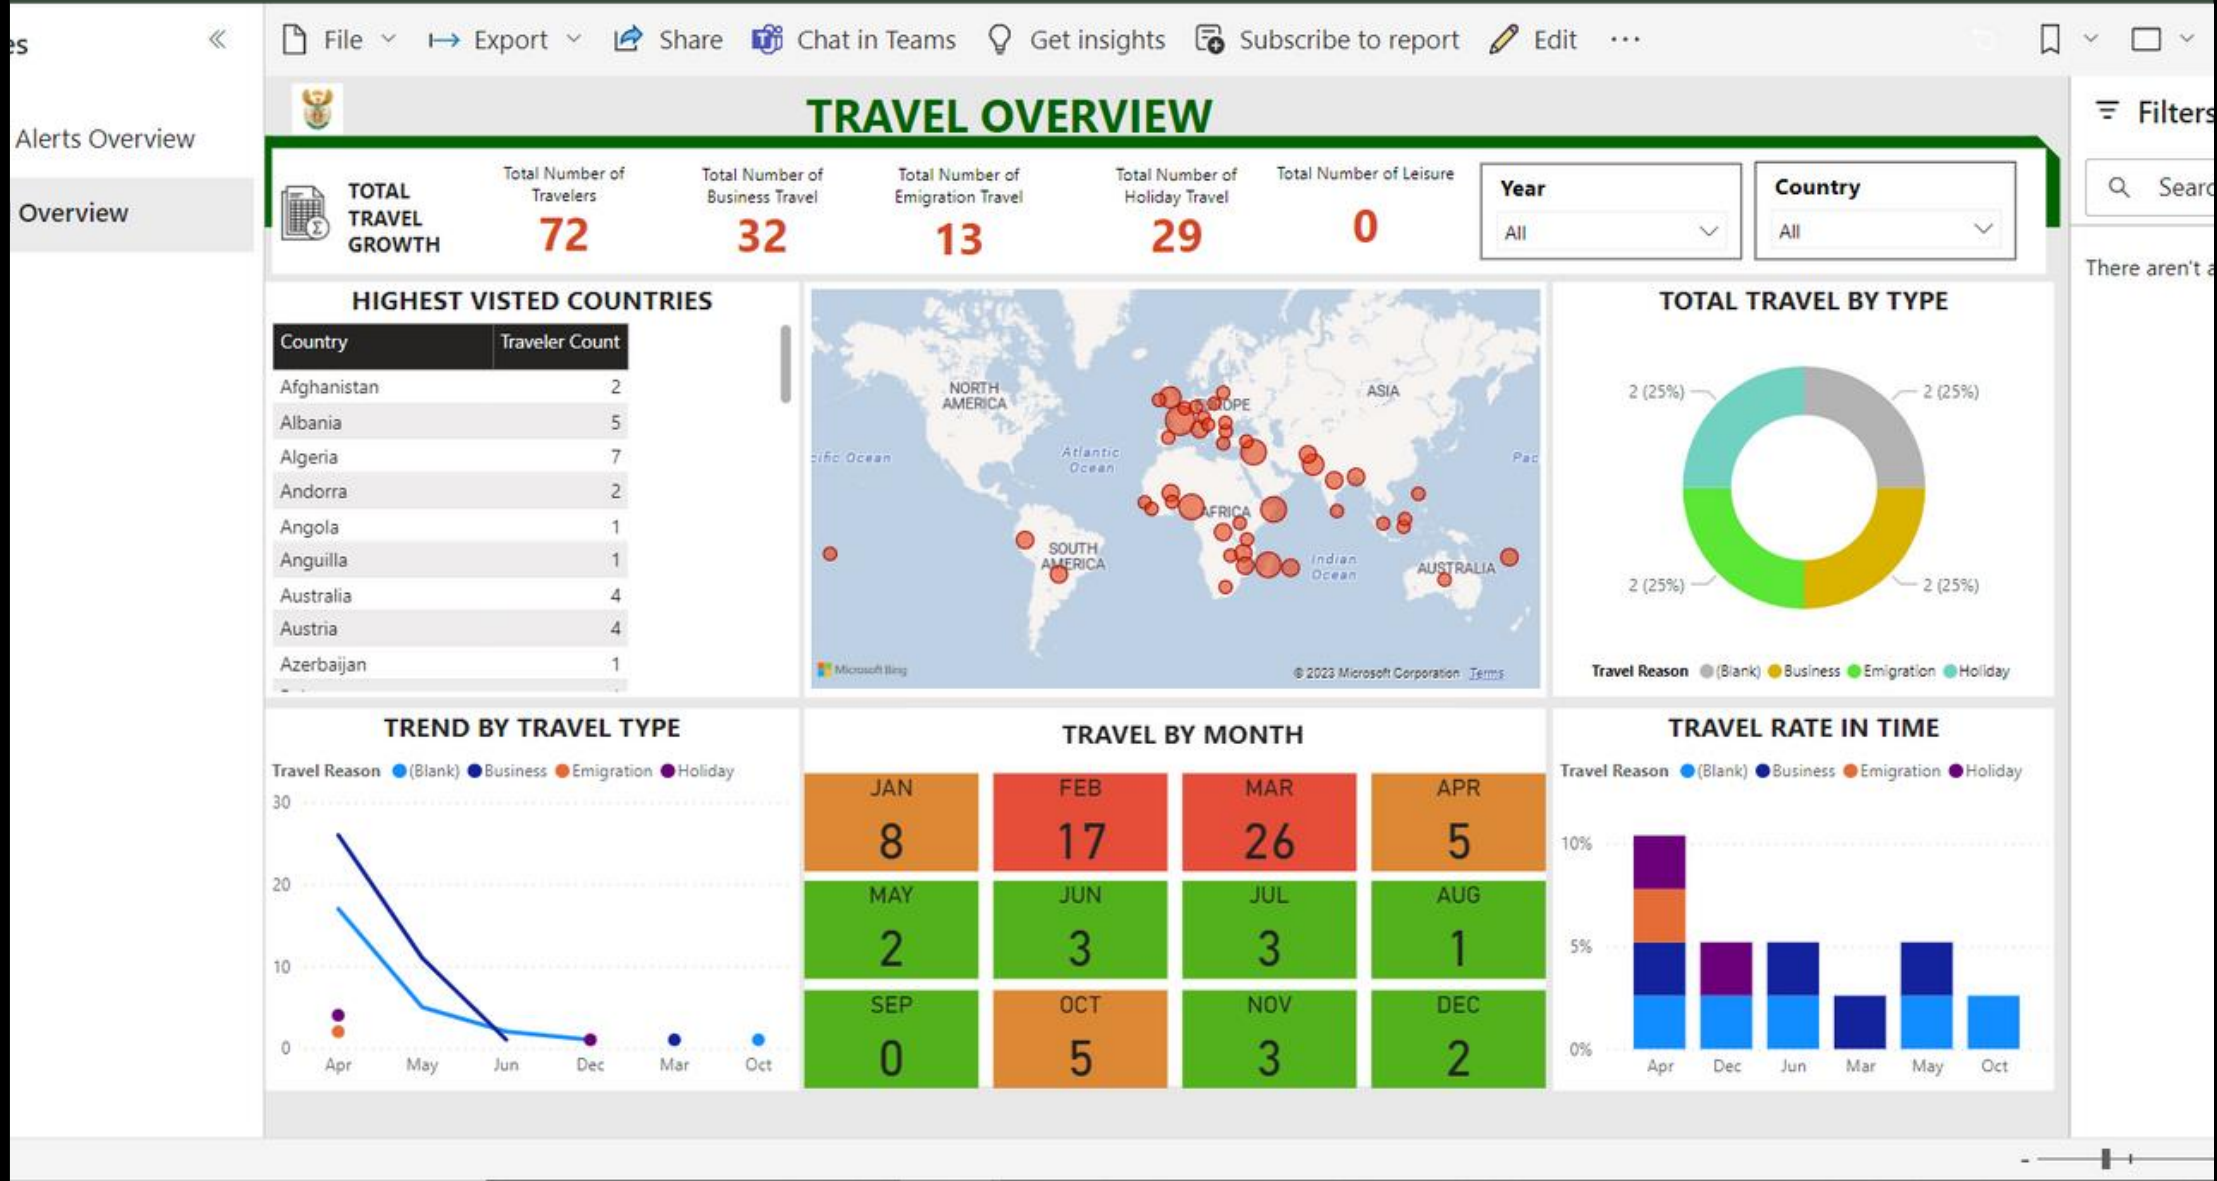 es
File
Export
Share
Chat in Teams
Get insights
Subscribe to report
Edit
Alerts Overview
Overview
TRAVEL OVERVIEW
Filters
Searc
There aren't a
TOTAL
TRAVEL
GROWTH
Total Number of
Travelers
72
Total Number of
Business Travel
32
Total Number of
Emigration Travel
13
Total Number of
Holiday Travel
29
Total Number of Leisure
0
Year
All
Country
All
HIGHEST VISTED COUNTRIES
Country Traveler Count
Afghanistan 2
Albania 5
Algeria 7
Andorra 2
Angola 1
Anguilla 1
Australia 4
Austria 4
Azerbaijan 1
NORTH
AMERICA
ASIA
cific Ocean
Atlantic
Ocean
Pac
AFRICA
SOUTH
AMERICA
Indian
Ocean
AUSTRALIA
Microsoft Bing
© 2023 Microsoft Corporation Terms
TOTAL TRAVEL BY TYPE
2 (25%)
2 (25%)
2 (25%)
2 (25%)
Travel Reason (Blank) Business Emigration Holiday
TREND BY TRAVEL TYPE
Travel Reason (Blank) Business Emigration Holiday
30
20
10
0
Apr May Jun Dec Mar Oct
TRAVEL BY MONTH
JAN FEB MAR APR
8 17 26 5
MAY JUN JUL AUG
2 3 3 1
SEP OCT NOV DEC
0 5 3 2
TRAVEL RATE IN TIME
Travel Reason (Blank) Business Emigration Holiday
10%
5%
0%
Apr Dec Jun Mar May Oct